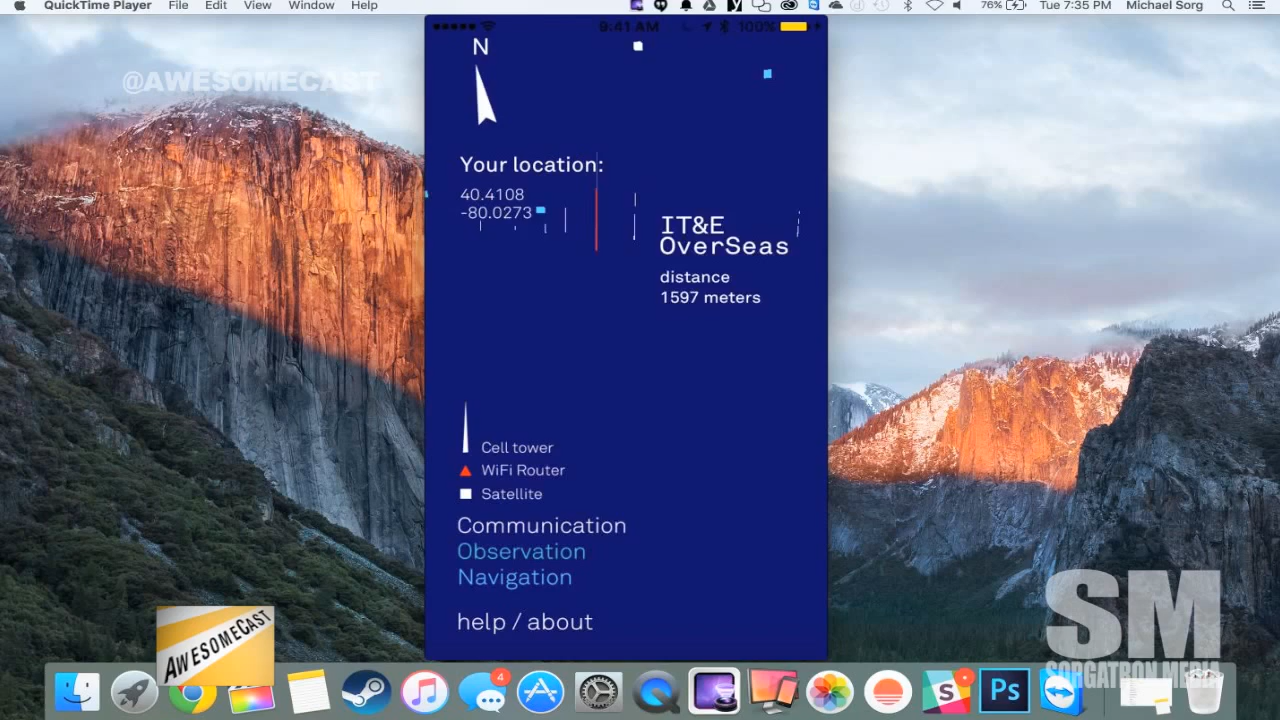 QuickTime Player File Edit View Window Help 76% Tue 7:35 PM Michael Sorg
9:41 AM 100%
@AWESOMECAST
N
Your location:
40.4108
-80.0273
IT&E
OverSeas
distance
1597 meters
Cell tower
WiFi Router
Satellite
Communication
Observation
Navigation
help / about
AWESOMECAST
SM
SORGATRON MEDIA
4
S
Ps